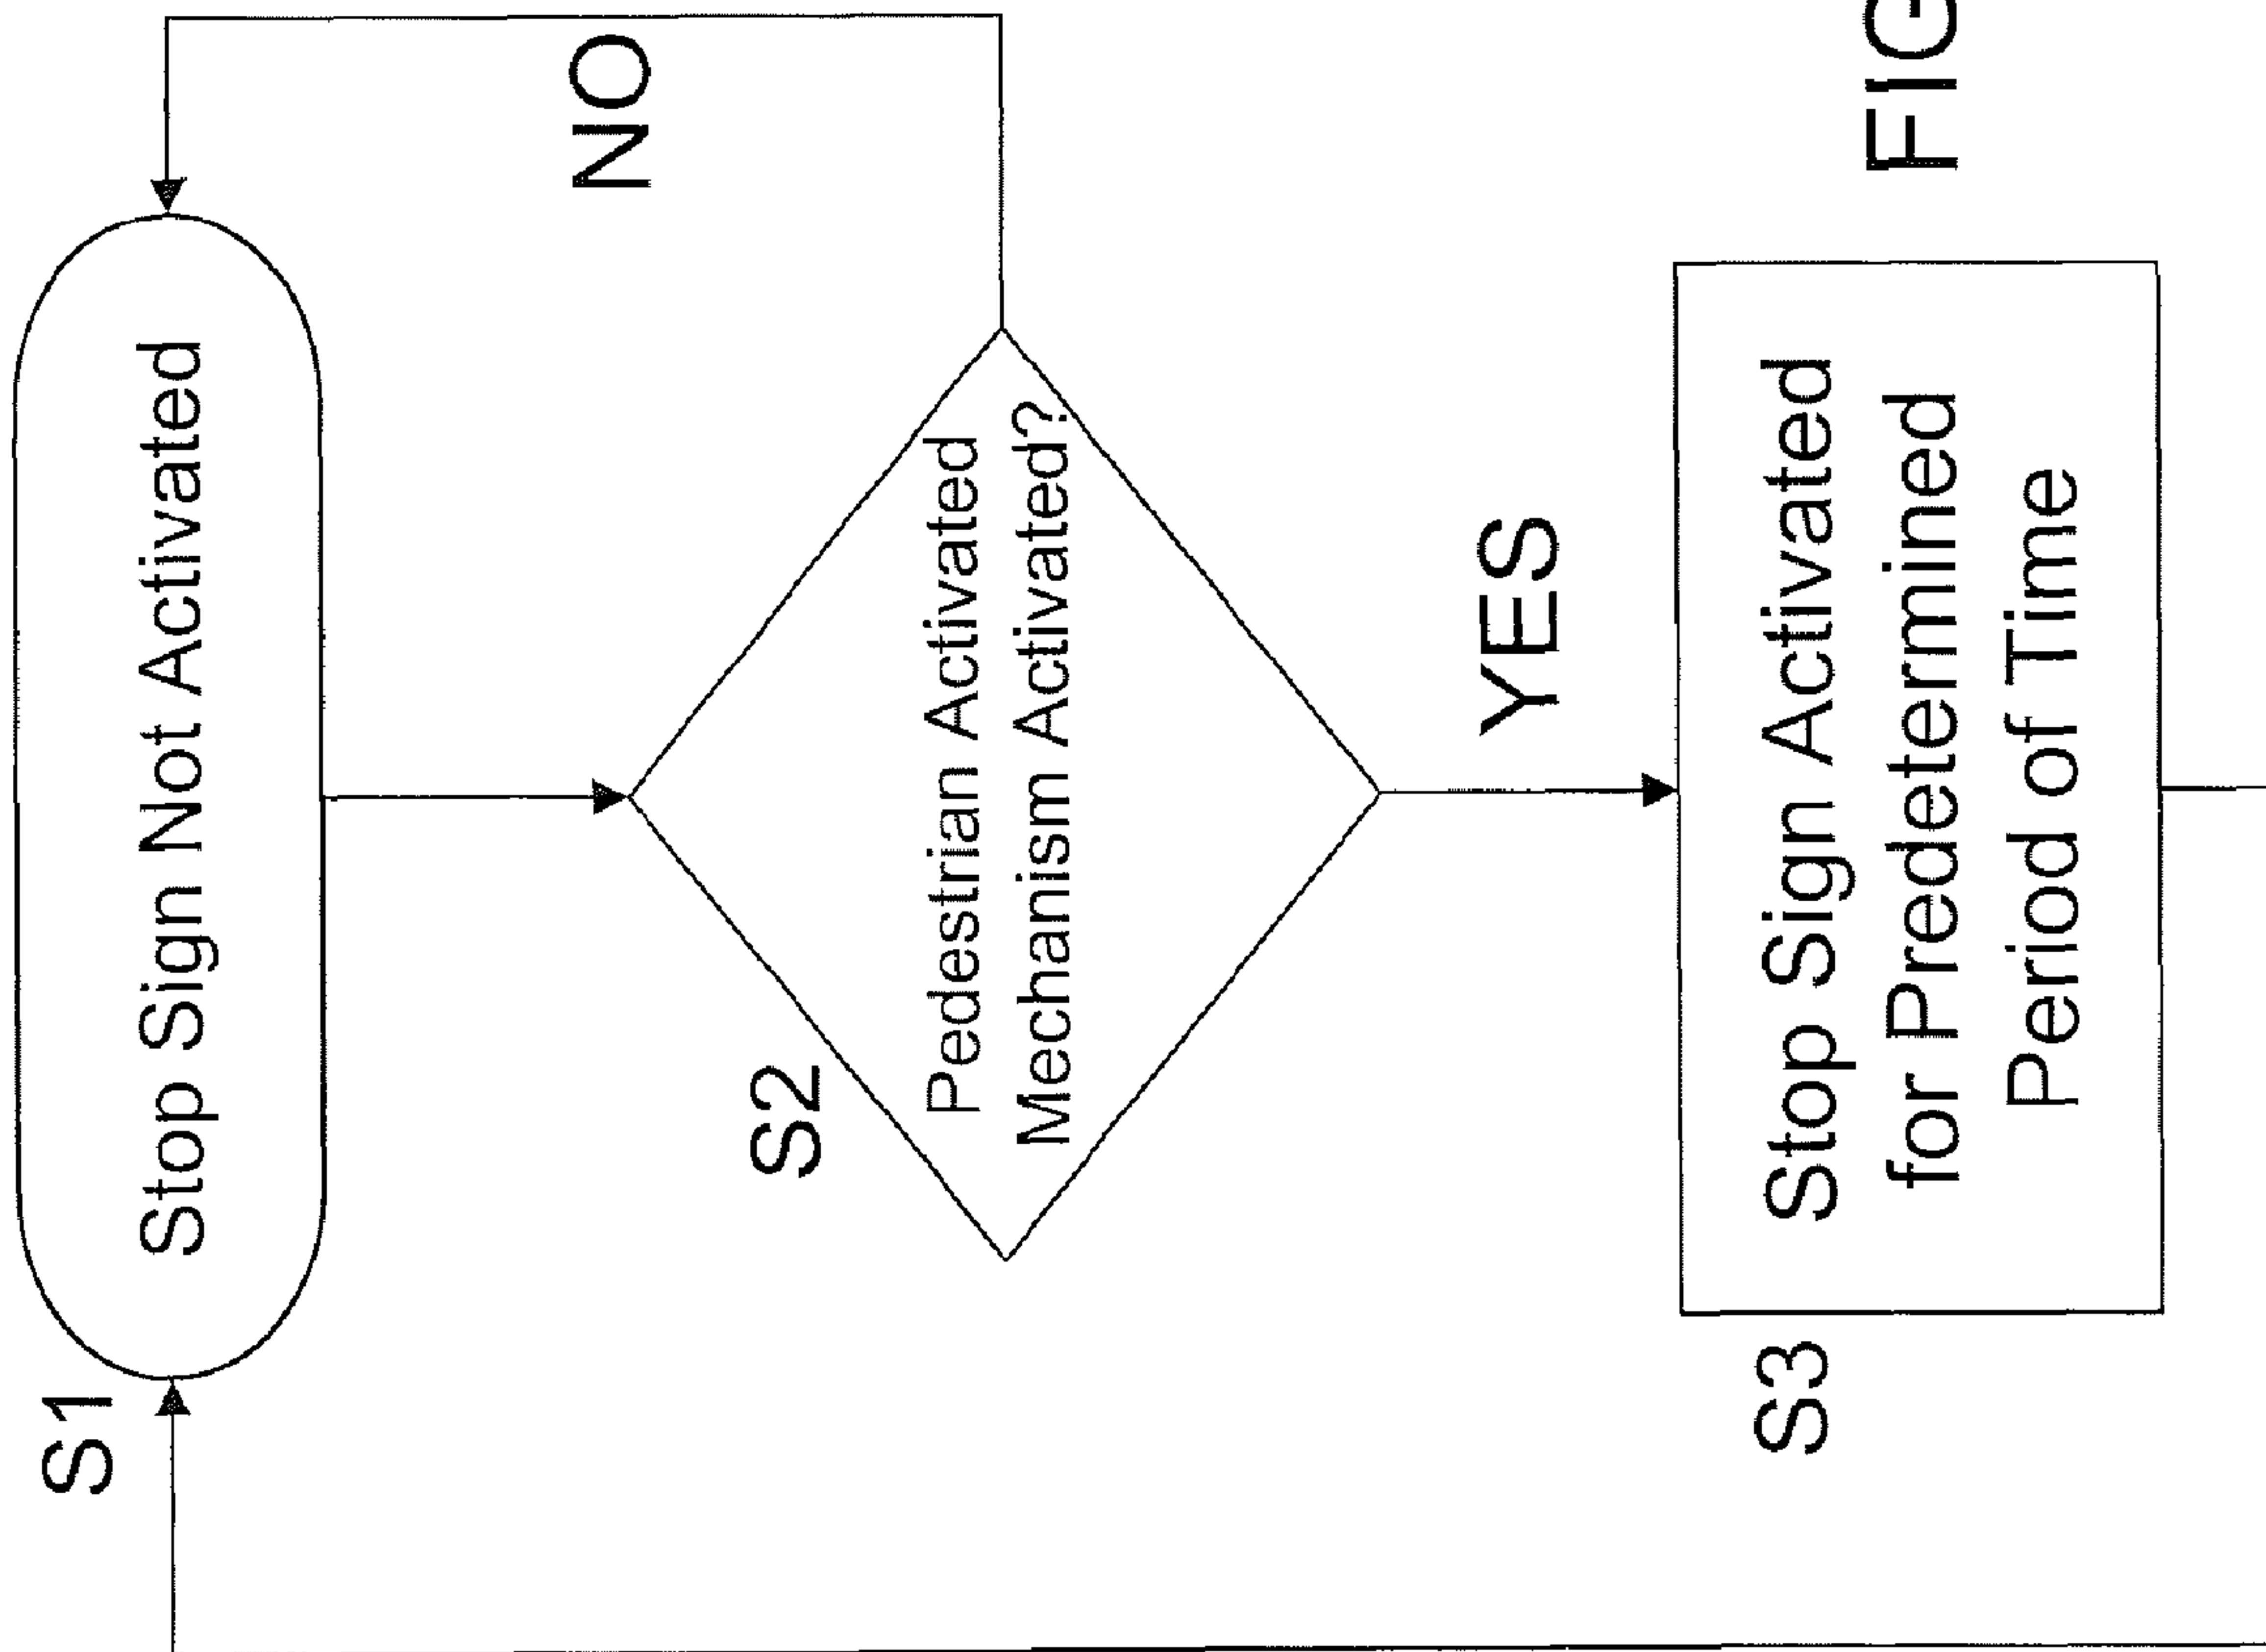 S1
Stop Sign Not Activated
NO
S2
Pedestrian Activated
Mechanism Activated?
YES
S3
Stop Sign Activated
for Predetermined
Period of Time
FIG